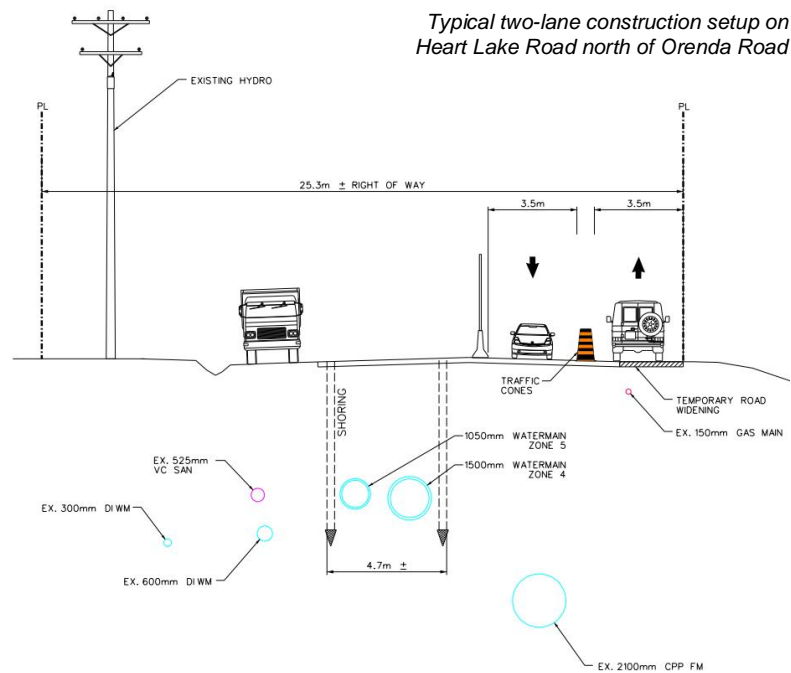 Typical two-lane construction setup on
Heart Lake Road north of Orenda Road
EXISTING HYDRO
PL
PL
25.3m ± RIGHT OF WAY
3.5m
3.5m
TRAFFIC
CONES
TEMPORARY ROAD
WIDENING
EX. 150mm GAS MAIN
SHORING
1050mm WATERMAIN
ZONE 5
1500mm WATERMAIN
ZONE 4
EX. 525mm
VC SAN
EX. 300mm DI WM
EX. 600mm DI WM
4.7m ±
EX. 2100mm CPP FM